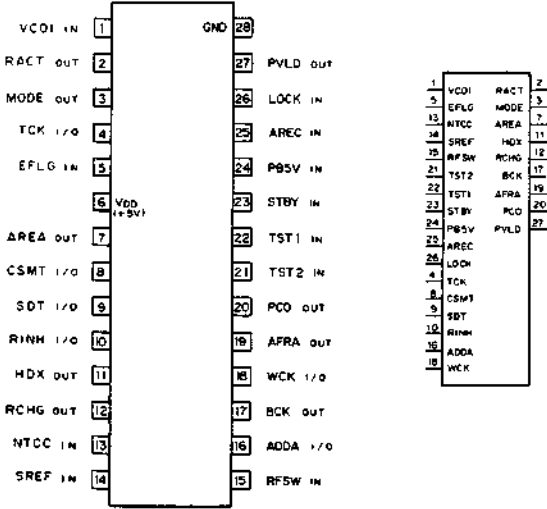 VCOI IN 1 GND 28
RACT OUT 2 27 PVLD OUT
MODE OUT 3 26 LOCK IN
TCK I/O 4 25 AREC IN
EFLG IN 5 24 PB5V IN
6 VDD (+5V) 23 STBY IN
AREA OUT 7 22 TST1 IN
CSMT I/O 8 21 TST2 IN
SDT I/O 9 20 PCO OUT
RINH I/O 10 19 AFRA OUT
HDX OUT 11 18 WCK I/O
RCHG OUT 12 17 BCK OUT
NTCC IN 13 16 ADDA I/O
SREF IN 14 15 RFSW IN
1 VCOI RACT 2
5 EFLG MODE 3
13 NTCC AREA 7
14 SREF HDX 11
15 RFSW RCHG 12
21 TST2 BCK 17
22 TST1 AFRA 19
23 STBY PCO 20
24 PB5V PVLD 27
25 AREC
26 LOCK
4 TCK
8 CSMT
9 SDT
10 RINH
16 ADDA
18 WCK